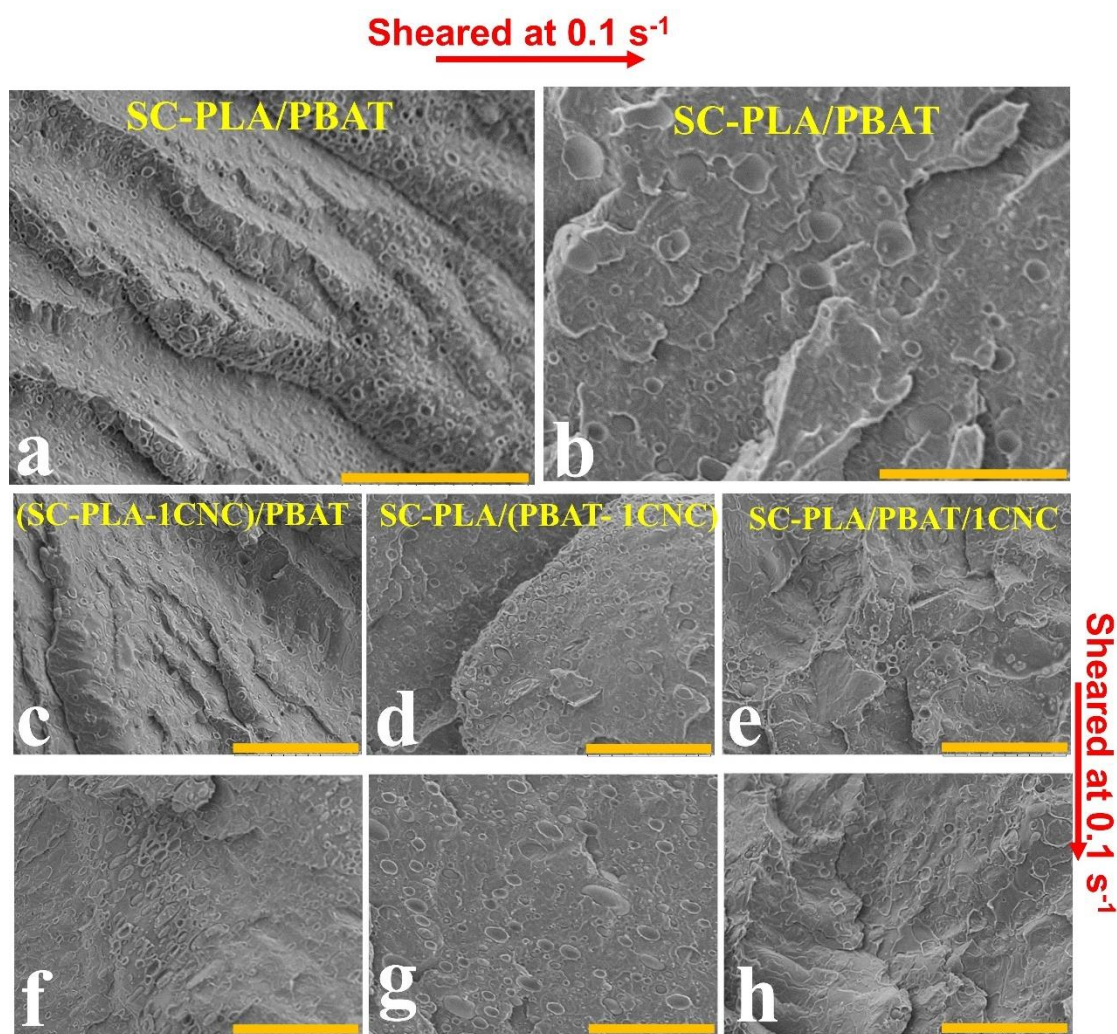 Sheared at 0.1 s⁻¹
SC-PLA/PBAT
SC-PLA/PBAT
a
b
(SC-PLA-1CNC)/PBAT
SC-PLA/(PBAT- 1CNC)
SC-PLA/PBAT/1CNC
c
d
e
Sheared at 0.1 s⁻¹
f
g
h